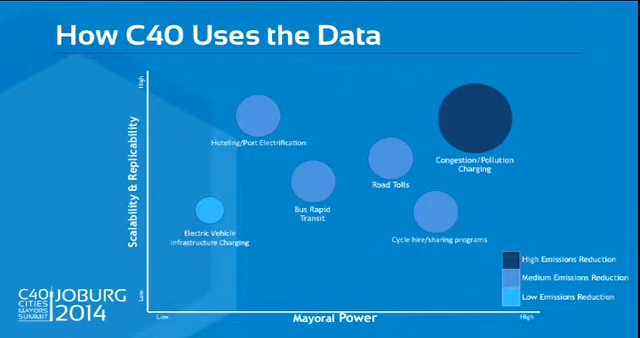 How C40 Uses the Data
High
Scalability & Replicability
Low
Hoteling/Port Electrification
Congestion/Pollution
Charging
Road Tolls
Bus Rapid
Transit
Electric Vehicle
Infrastructure Charging
Cycle hire/sharing programs
High Emissions Reduction
Medium Emissions Reduction
Low Emissions Reduction
Low
Mayoral Power
High
C40
CITIES
MAYORS
SUMMIT
JOBURG
2014